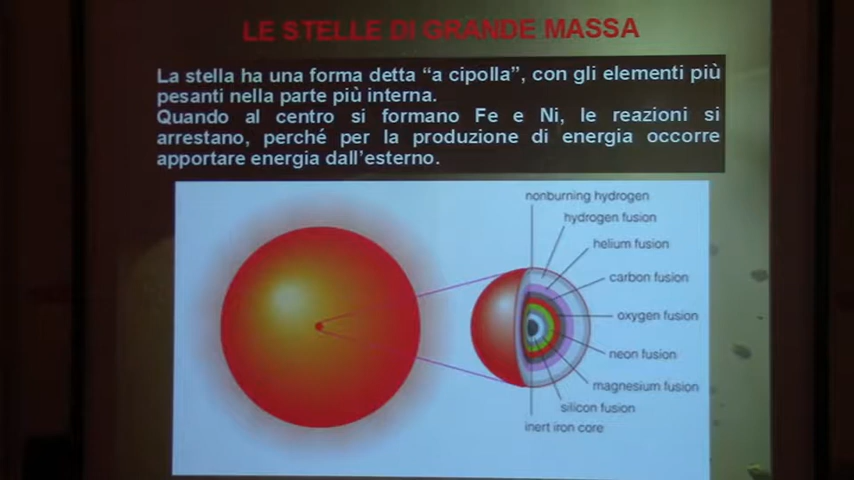 LE STELLE DI GRANDE MASSA
La stella ha una forma detta “a cipolla”, con gli elementi più
pesanti nella parte più interna.
Quando al centro si formano Fe e Ni, le reazioni si
arrestano, perché per la produzione di energia occorre
apportare energia dall’esterno.
nonburning hydrogen
hydrogen fusion
helium fusion
carbon fusion
oxygen fusion
neon fusion
magnesium fusion
silicon fusion
inert iron core